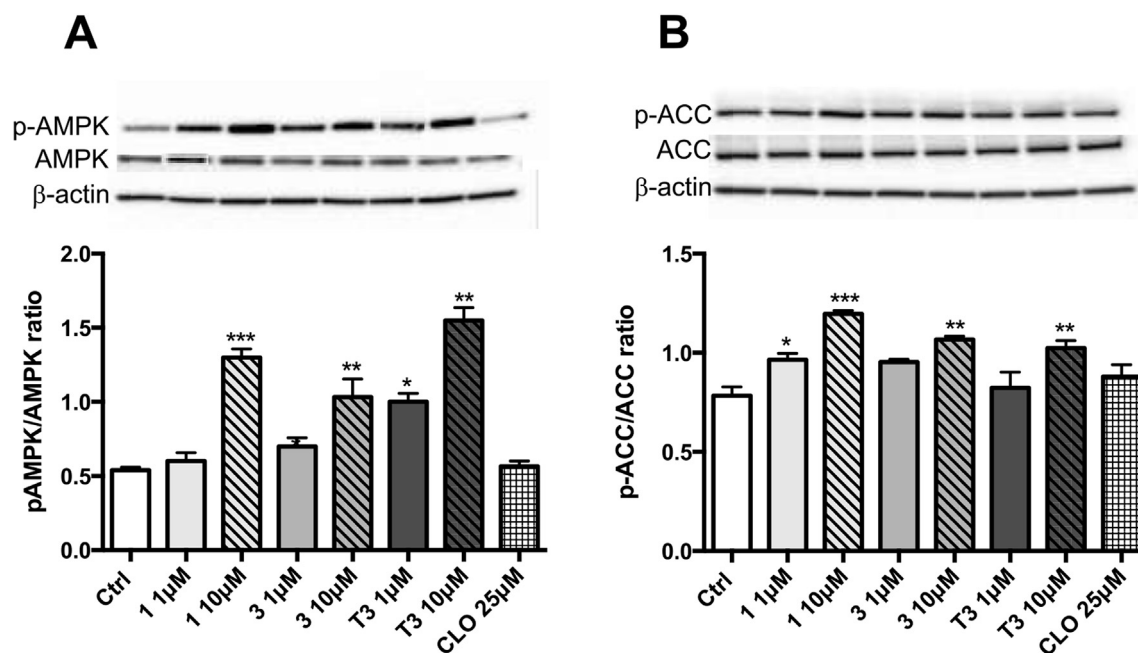 A
p-AMPK
AMPK
β-actin
pAMPK/AMPK ratio
2.0
1.5
1.0
0.5
0.0
***
**
*
**
Ctrl
1 1µM
1 10µM
3 1µM
3 10µM
T3 1µM
T3 10µM
CLO 25µM
B
p-ACC
ACC
β-actin
p-ACC/ACC ratio
1.5
1.0
0.5
0.0
*
***
**
**
Ctrl
1 1µM
1 10µM
3 1µM
3 10µM
T3 1µM
T3 10µM
CLO 25µM